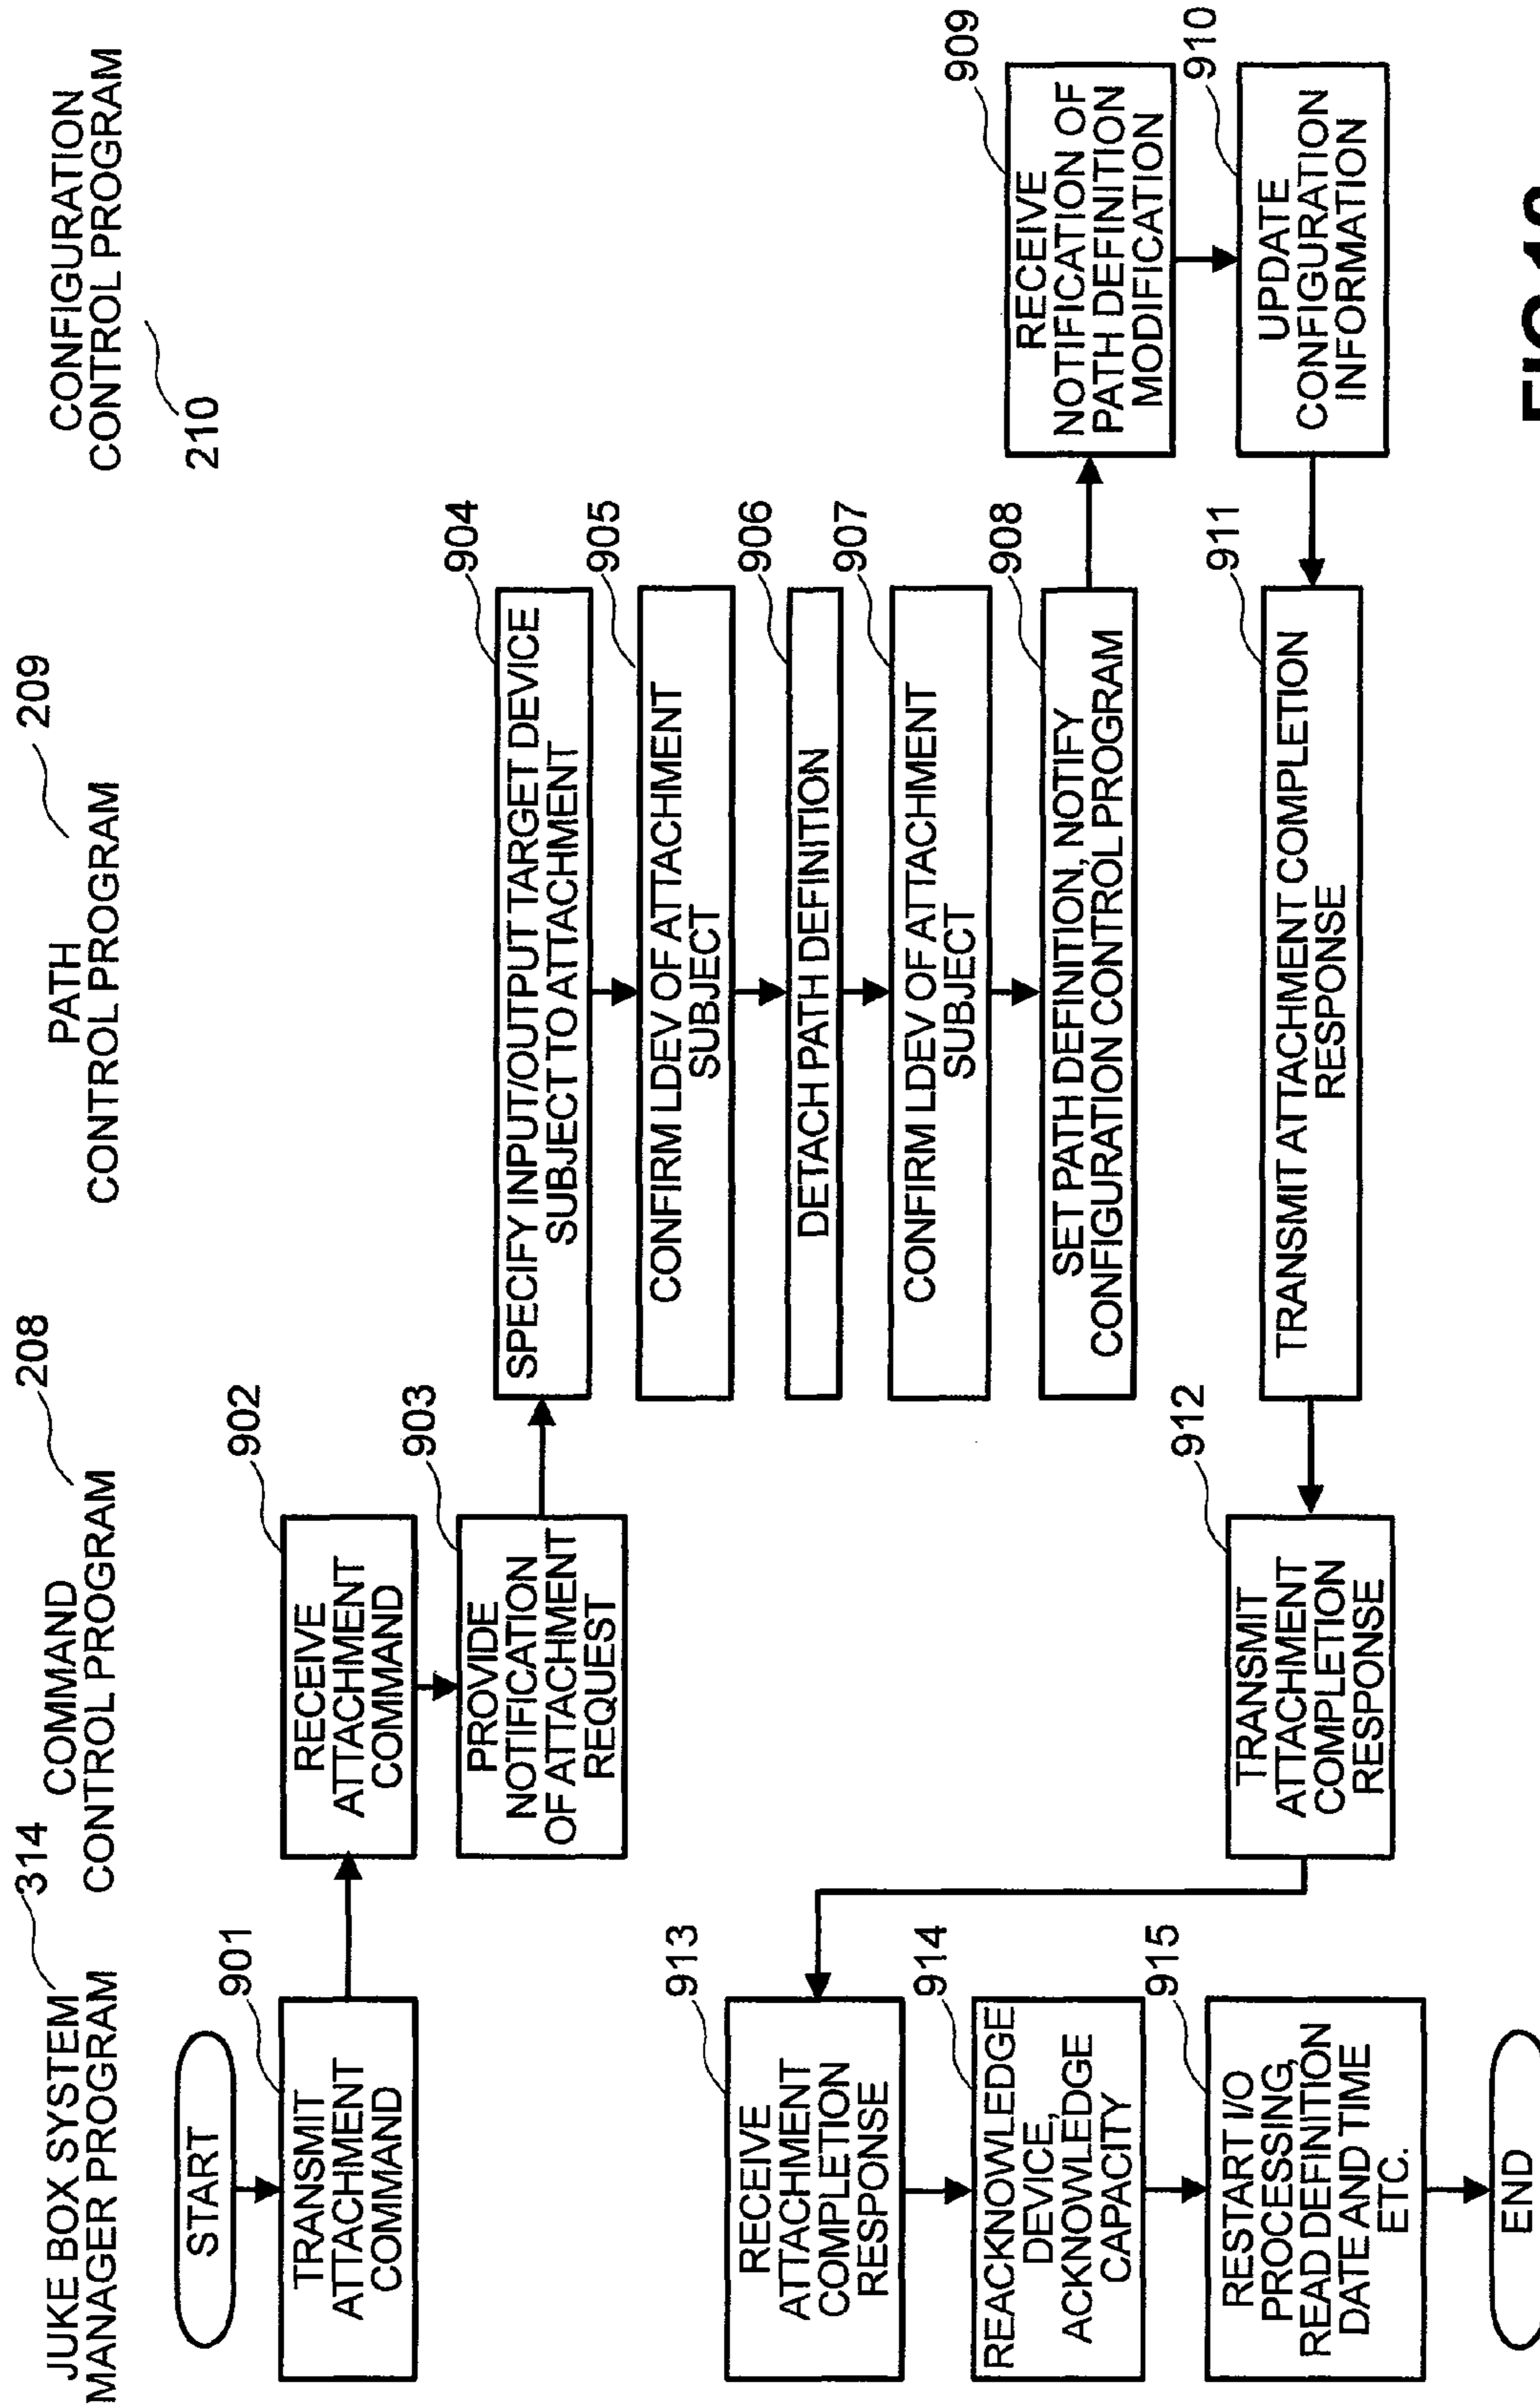 JUKE BOX SYSTEM
MANAGER PROGRAM
314
COMMAND
CONTROL PROGRAM
208
PATH
CONTROL PROGRAM
209
CONFIGURATION
CONTROL PROGRAM
210
START
901
TRANSMIT
ATTACHMENT
COMMAND
902
RECEIVE
ATTACHMENT
COMMAND
903
PROVIDE
NOTIFICATION
OF ATTACHMENT
REQUEST
904
SPECIFY INPUT/OUTPUT TARGET DEVICE
SUBJECT TO ATTACHMENT
905
CONFIRM LDEV OF ATTACHMENT
SUBJECT
906
DETACH PATH DEFINITION
907
CONFIRM LDEV OF ATTACHMENT
SUBJECT
908
SET PATH DEFINITION, NOTIFY
CONFIGURATION CONTROL PROGRAM
909
RECEIVE
NOTIFICATION OF
PATH DEFINITION
MODIFICATION
910
UPDATE
CONFIGURATION
INFORMATION
911
TRANSMIT ATTACHMENT COMPLETION
RESPONSE
912
TRANSMIT
ATTACHMENT
COMPLETION
RESPONSE
913
RECEIVE
ATTACHMENT
COMPLETION
RESPONSE
914
REACKNOWLEDGE
DEVICE,
ACKNOWLEDGE
CAPACITY
915
RESTART I/O
PROCESSING,
READ DEFINITION
DATE AND TIME
ETC.
END